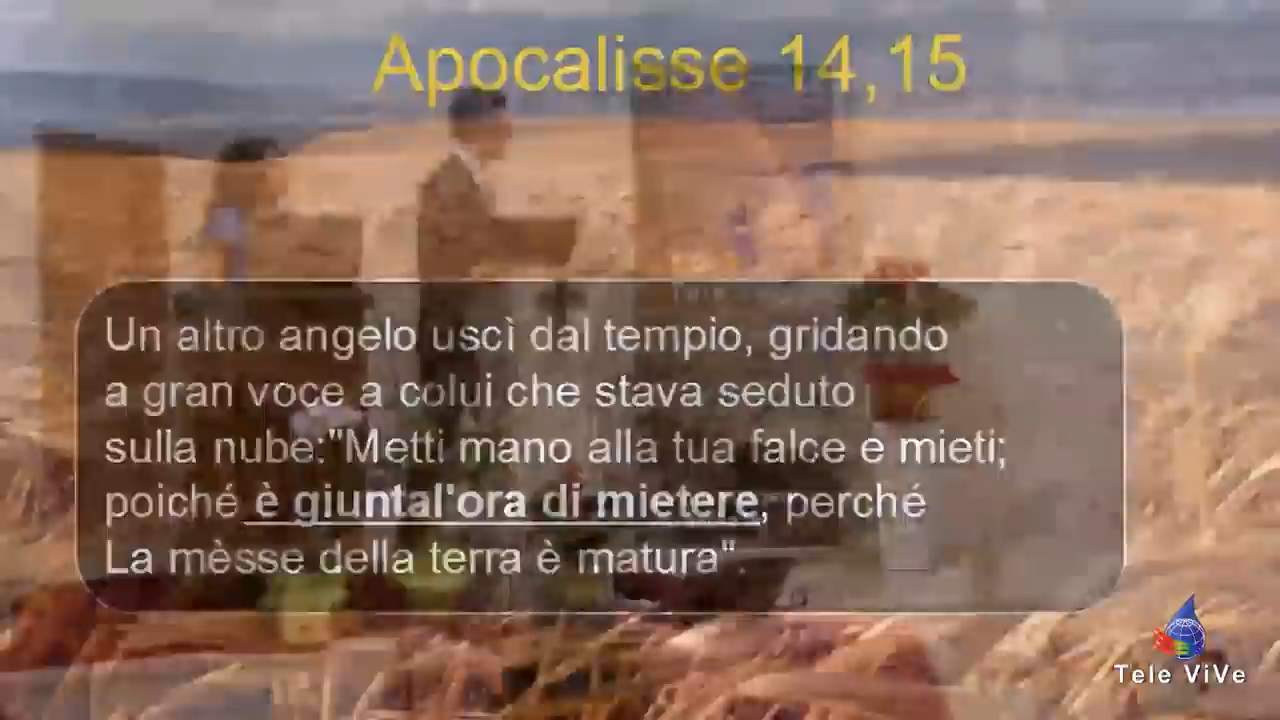 Apocalisse 14,15
Un altro angelo uscì dal tempio, gridando
a gran voce a colui che stava seduto
sulla nube:"Metti mano alla tua falce e mieti;
poiché è giuntal'ora di mietere, perché
La mèsse della terra è matura".
Tele ViVe